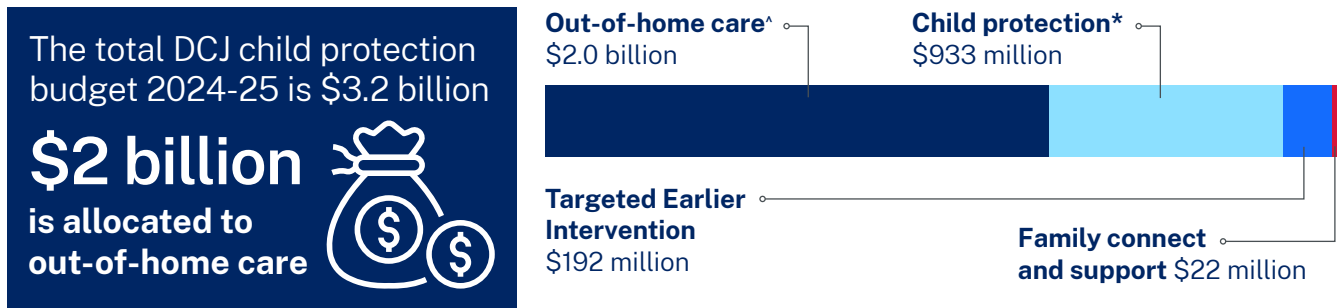 The total DCJ child protection
budget 2024-25 is $3.2 billion
$2 billion
is allocated to
out-of-home care
$
$
Out-of-home care^
$2.0 billion
Child protection*
$933 million
Targeted Earlier
Intervention
$192 million
Family connect
and support $22 million